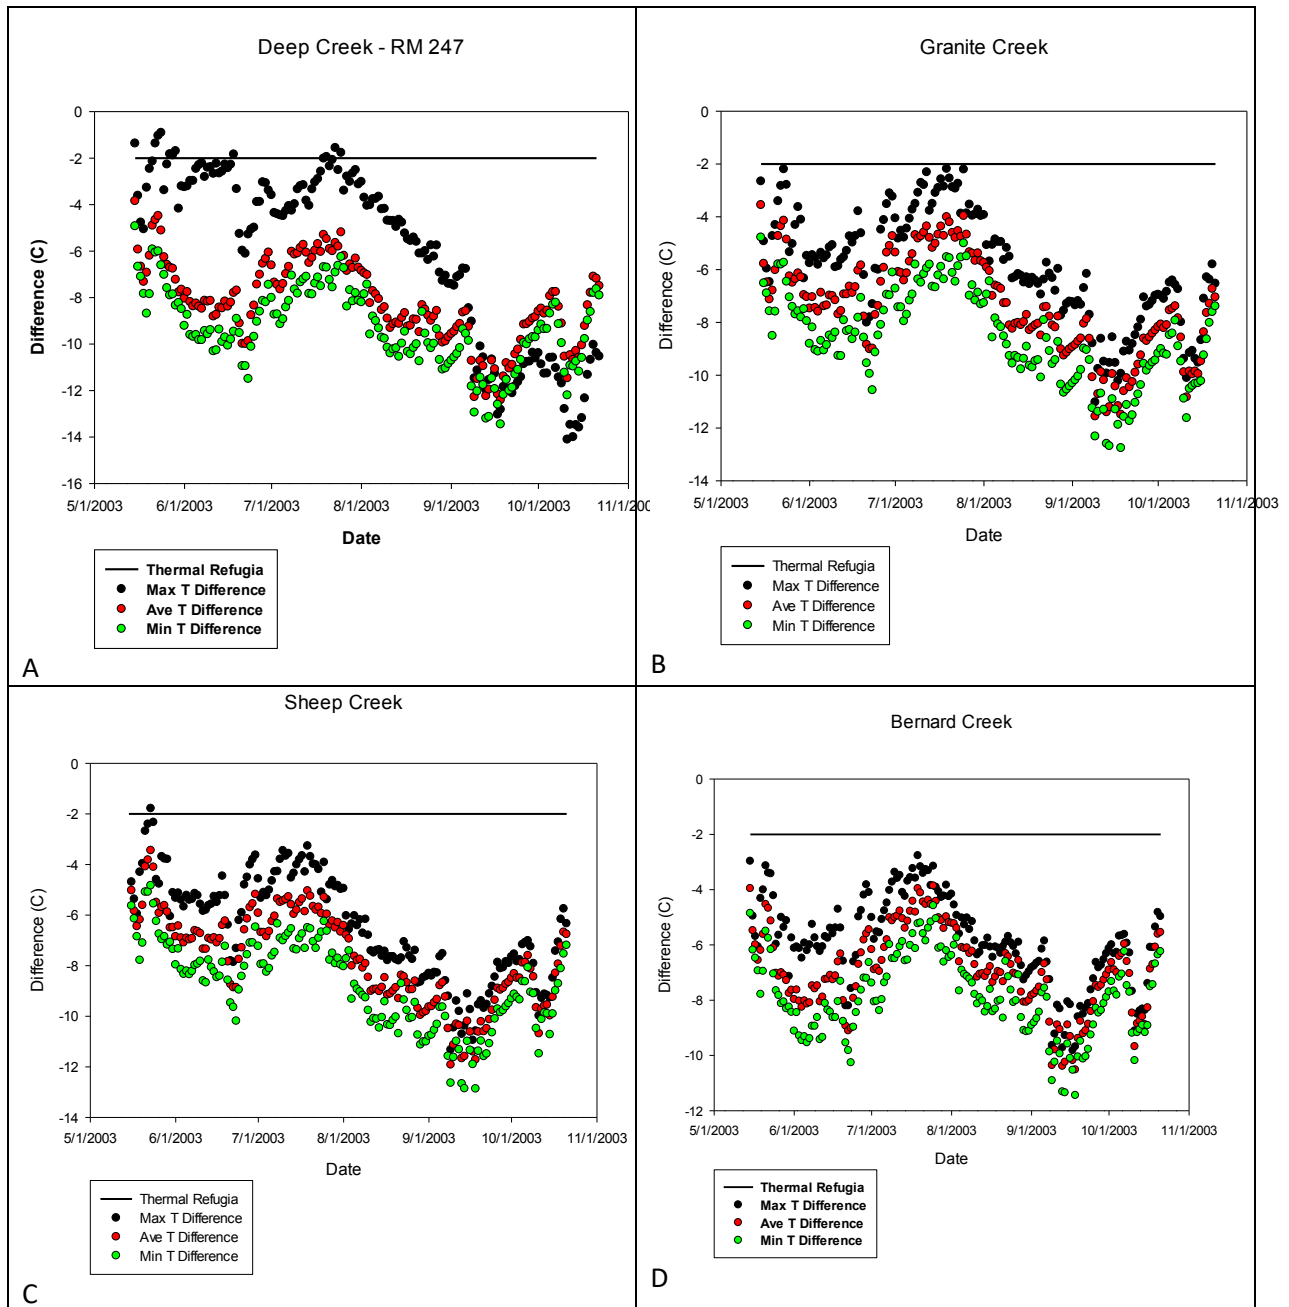 Deep Creek - RM 247
0
-2
-4
-6
-8
-10
-12
-14
-16
Difference (C)
5/1/2003 6/1/2003 7/1/2003 8/1/2003 9/1/2003 10/1/2003 11/1/200
Date
Thermal Refugia
Max T Difference
Ave T Difference
Min T Difference
A
Granite Creek
0
-2
-4
-6
-8
-10
-12
-14
Difference (C)
5/1/2003 6/1/2003 7/1/2003 8/1/2003 9/1/2003 10/1/2003 11/1/2003
Date
Thermal Refugia
Max T Difference
Ave T Difference
Min T Difference
B
Sheep Creek
0
-2
-4
-6
-8
-10
-12
-14
Difference (C)
5/1/2003 6/1/2003 7/1/2003 8/1/2003 9/1/2003 10/1/2003 11/1/2003
Date
Thermal Refugia
Max T Difference
Ave T Difference
Min T Difference
C
Bernard Creek
0
-2
-4
-6
-8
-10
-12
Difference (C)
5/1/2003 6/1/2003 7/1/2003 8/1/2003 9/1/2003 10/1/2003 11/1/2003
Date
Thermal Refugia
Max T Difference
Ave T Difference
Min T Difference
D